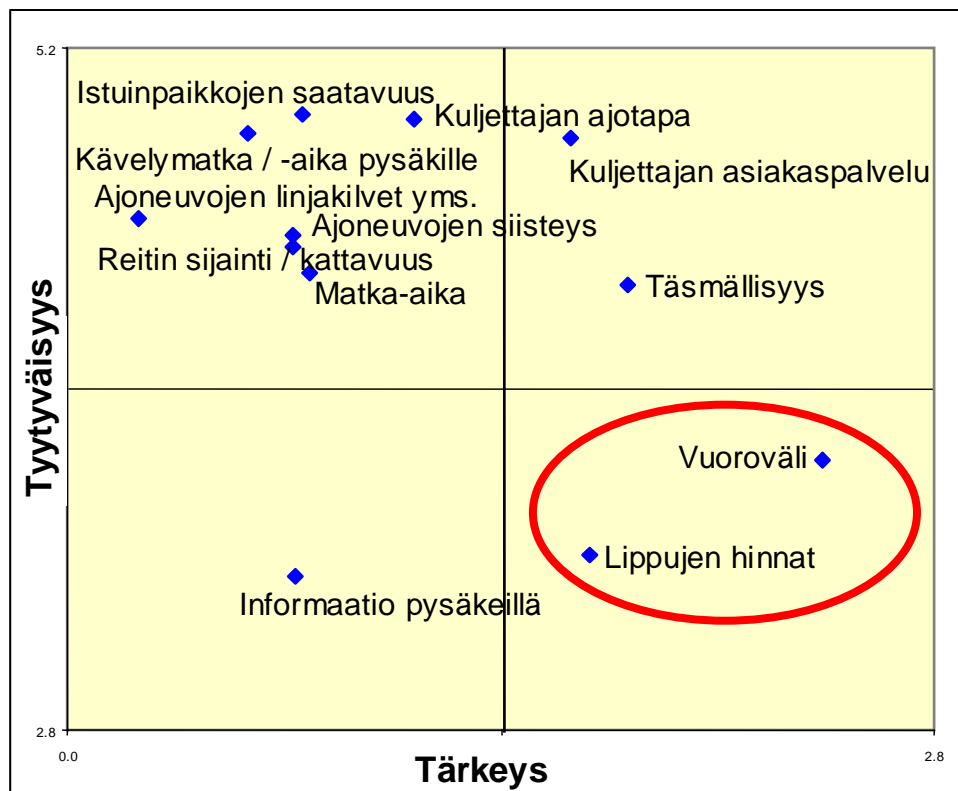 5.2
Istuinpaikkojen saatavuus
Kuljettajan ajotapa
Kävelymatka / -aika pysäkille
Kuljettajan asiakaspalvelu
Ajoneuvojen linjakilvet yms.
Ajoneuvojen siisteys
Reitin sijainti / kattavuus
Matka-aika
Täsmällisyys
Tyytyväisyys
Vuoroväli
Lippujen hinnat
Informaatio pysäkeillä
2.8
0.0
Tärkeys
2.8